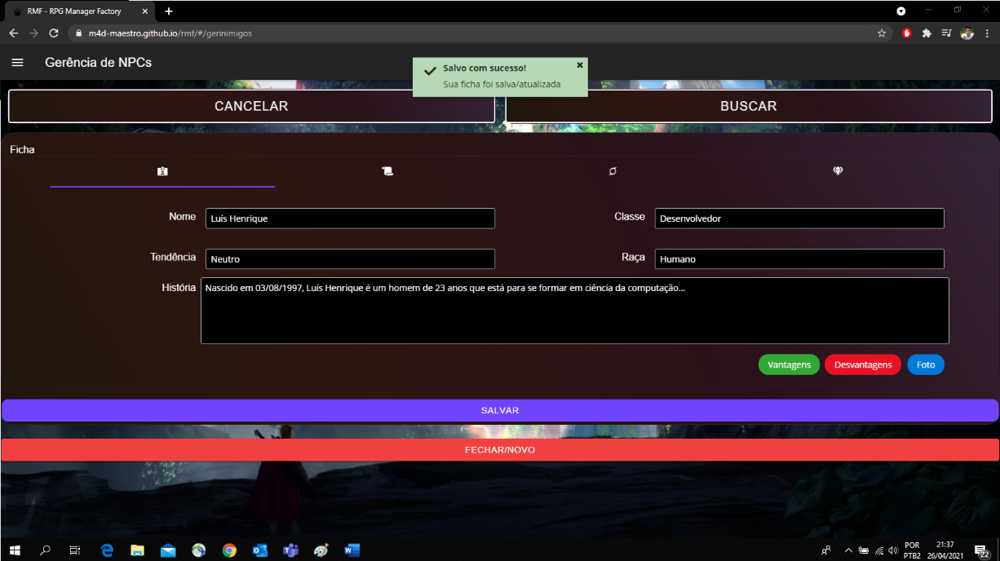 RMF - RPG Manager Factory
m4d-maestro.github.io/rmf/#/gerinimigos
Gerência de NPCs
Salvo com sucesso!
Sua ficha foi salva/atualizada
CANCELAR
BUSCAR
Ficha
Nome
Luís Henrique
Classe
Desenvolvedor
Tendência
Neutro
Raça
Humano
História
Nascido em 03/08/1997, Luís Henrique é um homem de 23 anos que está para se formar em ciência da computação...
Vantagens
Desvantagens
Foto
SALVAR
FECHAR/NOVO
POR
PTB2
21:37
26/04/2021
22